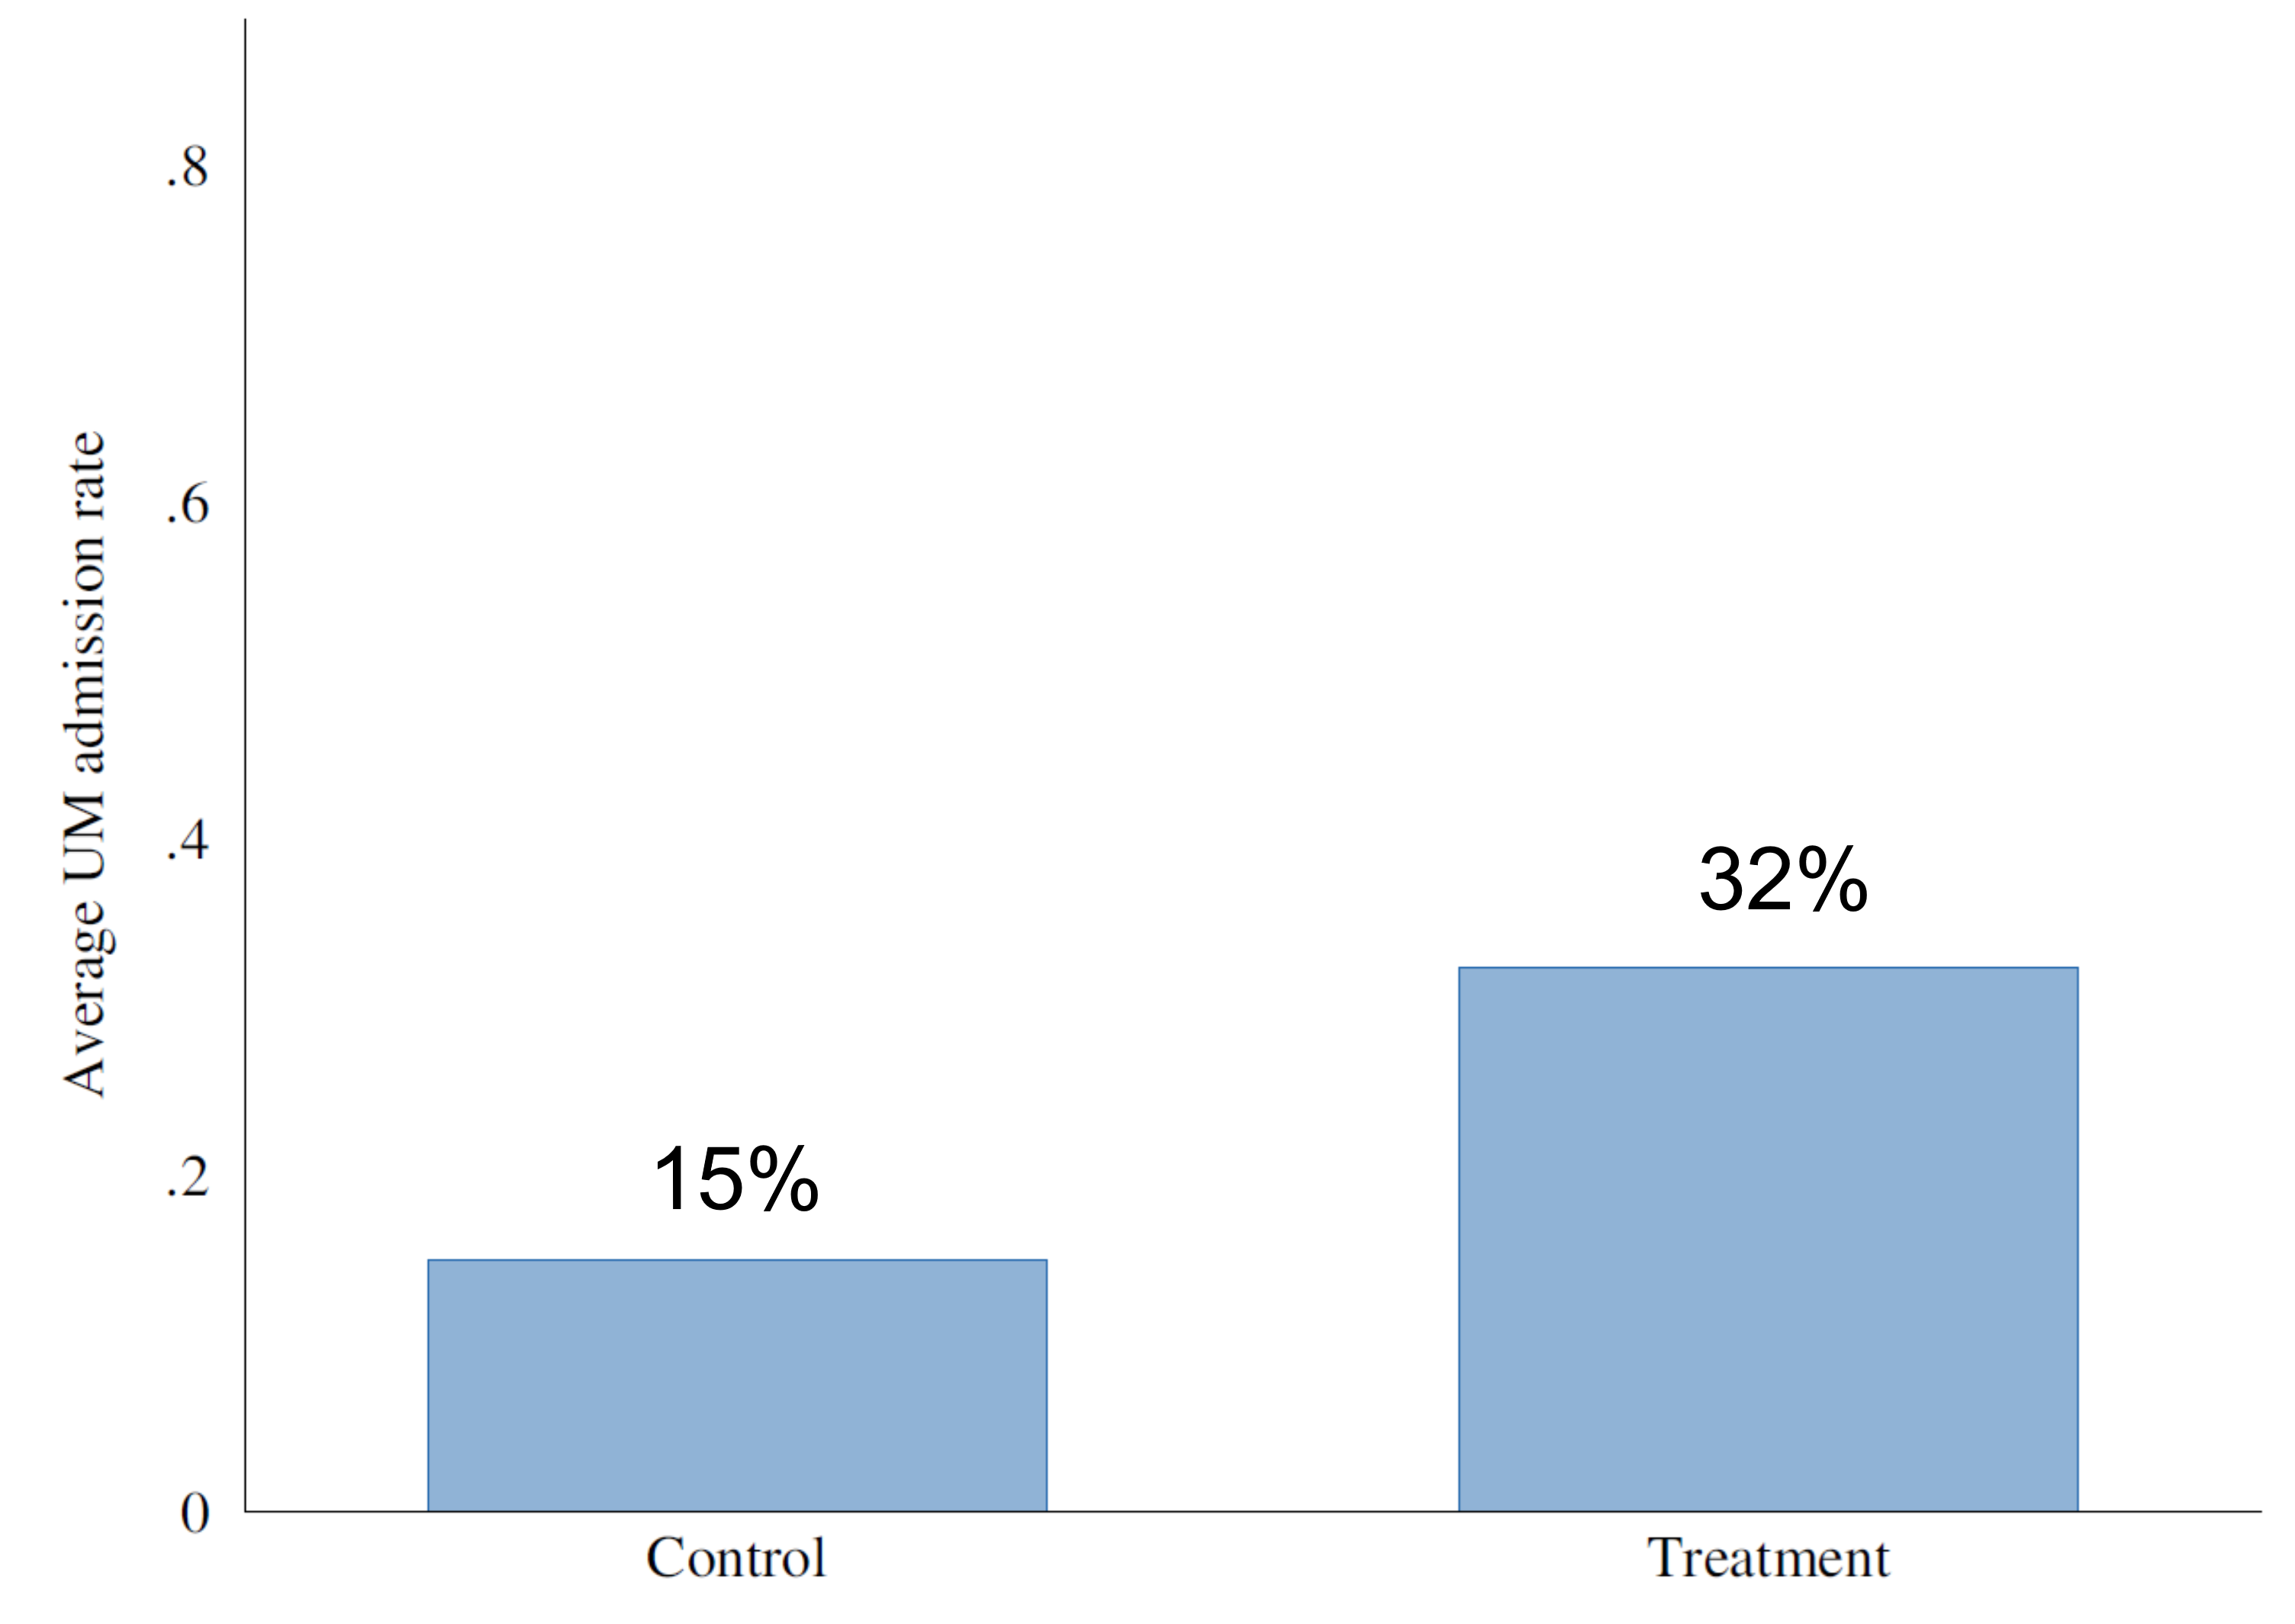 Average UM admission rate
.8
.6
.4
.2
0
15%
32%
Control
Treatment